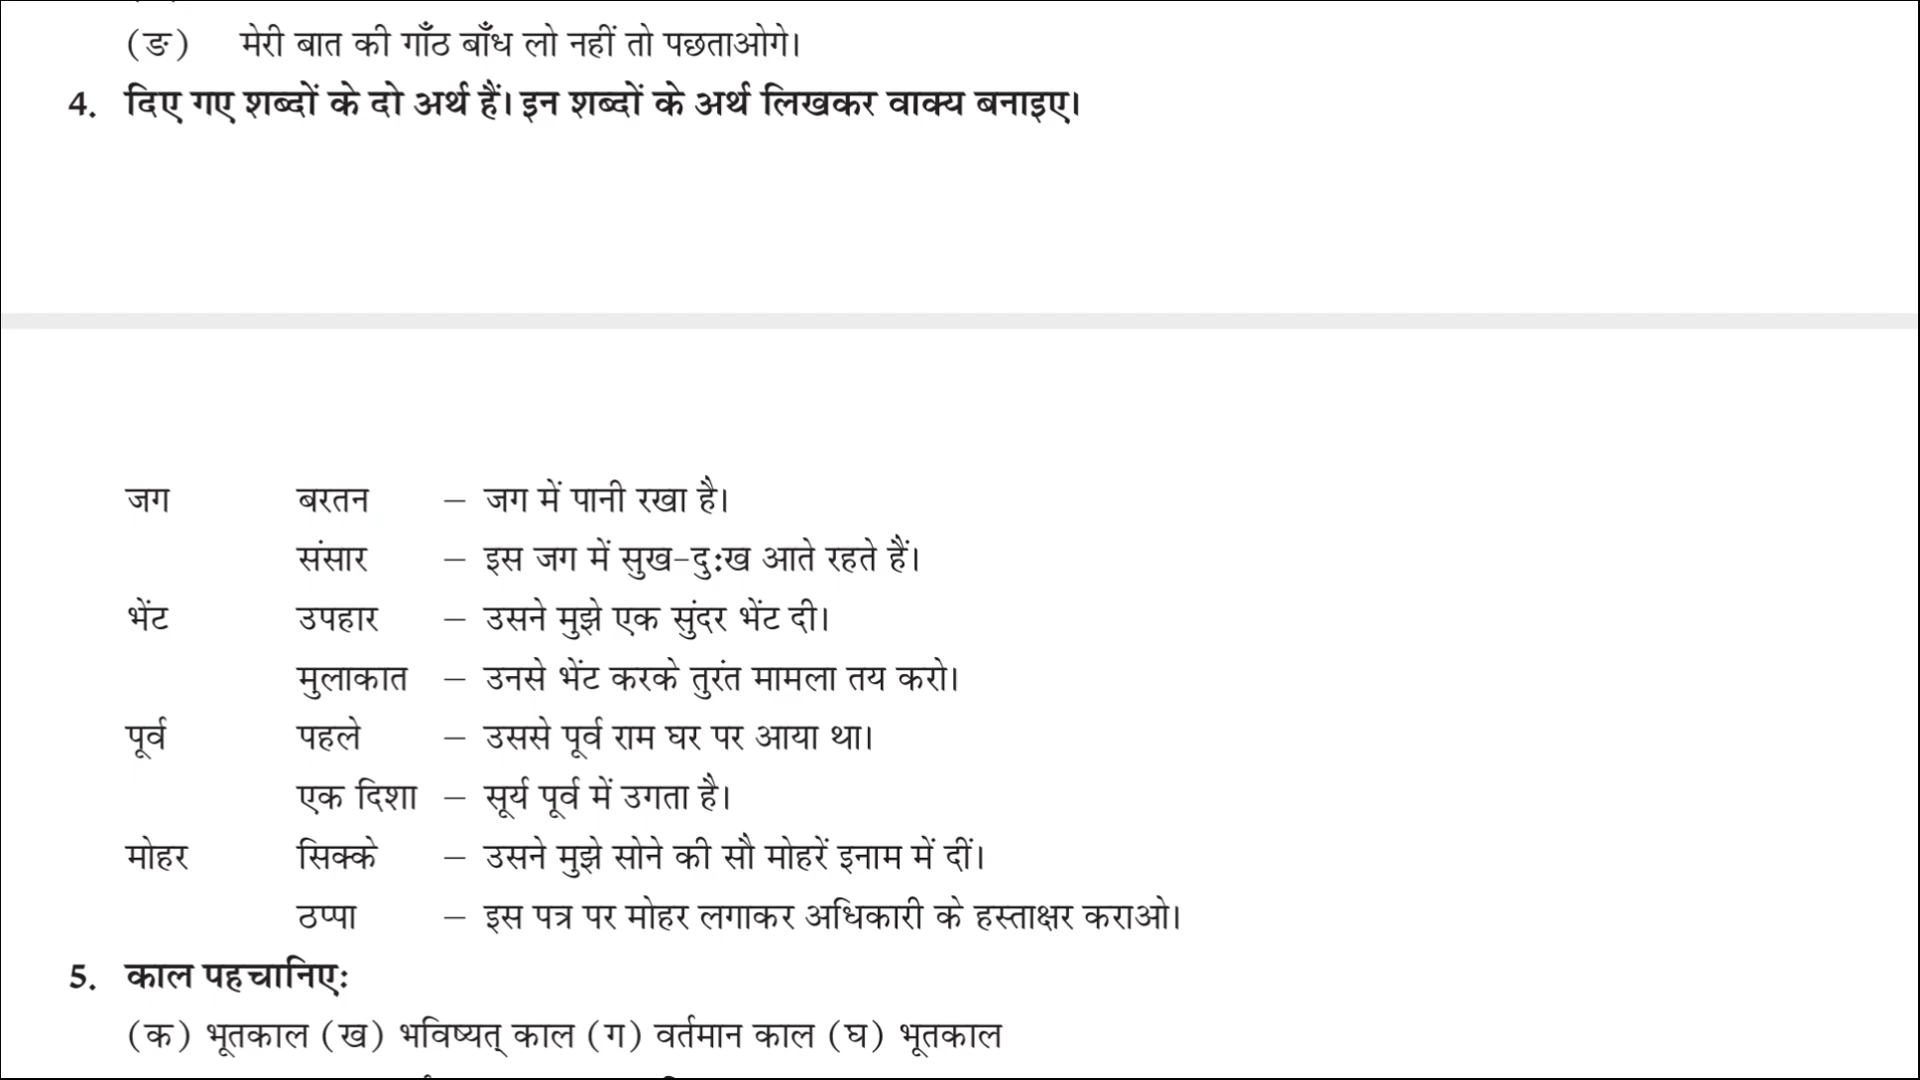 (ङ) मेरी बात की गाँठ बाँध लो नहीं तो पछताओगे।
4. दिए गए शब्दों के दो अर्थ हैं। इन शब्दों के अर्थ लिखकर वाक्य बनाइए।
जग बरतन – जग में पानी रखा है।
संसार – इस जग में सुख-दुःख आते रहते हैं।
भेंट उपहार – उसने मुझे एक सुंदर भेंट दी।
मुलाकात – उनसे भेंट करके तुरंत मामला तय करो।
पूर्व पहले – उससे पूर्व राम घर पर आया था।
एक दिशा – सूर्य पूर्व में उगता है।
मोहर सिक्के – उसने मुझे सोने की सौ मोहरें इनाम में दीं।
ठप्पा – इस पत्र पर मोहर लगाकर अधिकारी के हस्ताक्षर कराओ।
5. काल पहचानिए:
(क) भूतकाल (ख) भविष्यत् काल (ग) वर्तमान काल (घ) भूतकाल